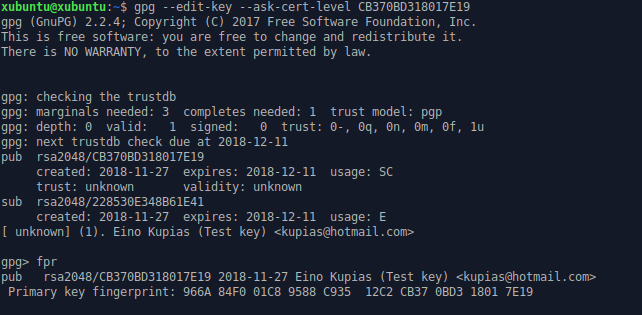 xubuntu@xubuntu:~$ gpg --edit-key --ask-cert-level CB370BD318017E19
gpg (GnuPG) 2.2.4; Copyright (C) 2017 Free Software Foundation, Inc.
This is free software: you are free to change and redistribute it.
There is NO WARRANTY, to the extent permitted by law.
gpg: checking the trustdb
gpg: marginals needed: 3  completes needed: 1  trust model: pgp
gpg: depth: 0  valid:   1  signed:   0  trust: 0-, 0q, 0n, 0m, 0f, 1u
gpg: next trustdb check due at 2018-12-11
pub  rsa2048/CB370BD318017E19
     created: 2018-11-27  expires: 2018-12-11  usage: SC
     trust: unknown       validity: unknown
sub  rsa2048/228530E348B61E41
     created: 2018-11-27  expires: 2018-12-11  usage: E
[ unknown] (1). Eino Kupias (Test key) <kupias@hotmail.com>
gpg> fpr
pub   rsa2048/CB370BD318017E19 2018-11-27 Eino Kupias (Test key) <kupias@hotmail.com>
 Primary key fingerprint: 966A 84F0 01C8 9588 C935  12C2 CB37 0BD3 1801 7E19